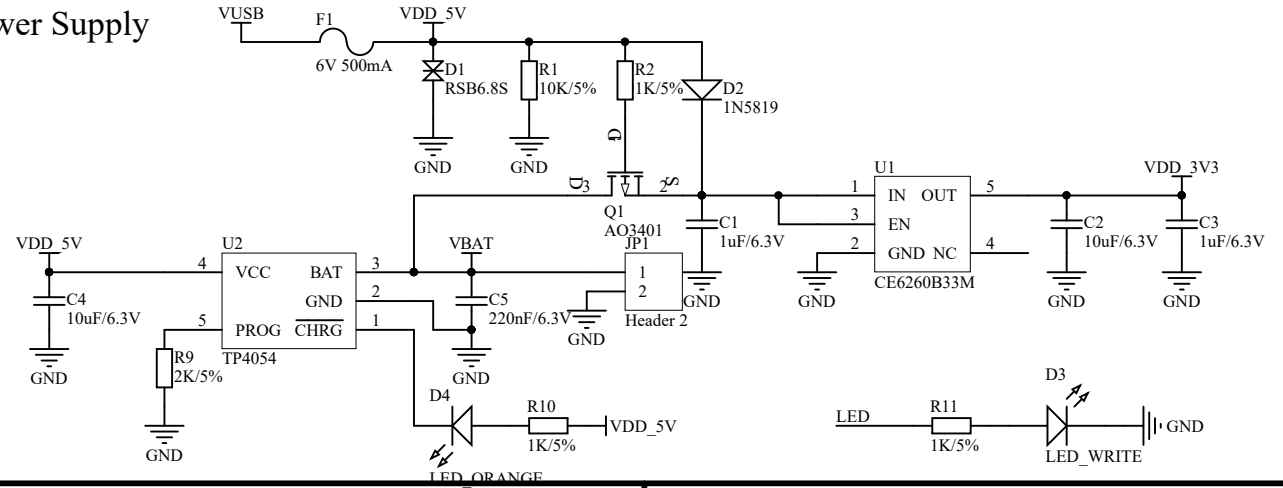 wer Supply
VUSB
F1
6V 500mA
VDD_5V
D1
RSB6.8S
GND
R1
10K/5%
GND
R2
1K/5%
D2
1N5819
G
D
3
2
S
Q1
AO3401
C1
1uF/6.3V
GND
U1
1
IN
OUT
5
3
EN
2
GND
NC
4
CE6260B33M
GND
VDD_3V3
C2
10uF/6.3V
GND
C3
1uF/6.3V
GND
VDD_5V
C4
10uF/6.3V
GND
U2
4
VCC
BAT
3
GND
2
5
PROG
CHRG
1
TP4054
R9
2K/5%
GND
VBAT
C5
220nF/6.3V
GND
JP1
1
2
Header 2
GND
D4
LED_ORANGE
R10
1K/5%
VDD_5V
LED
R11
1K/5%
D3
LED_WRITE
GND